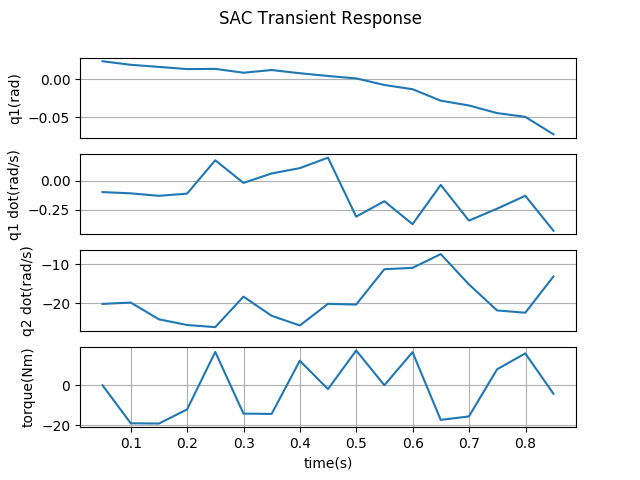 SAC Transient Response
q1(rad)
0.00
−0.05
q1 dot(rad/s)
0.00
−0.25
q2 dot(rad/s)
−10
−20
torque(Nm)
0
−20
0.1 0.2 0.3 0.4 0.5 0.6 0.7 0.8
time(s)